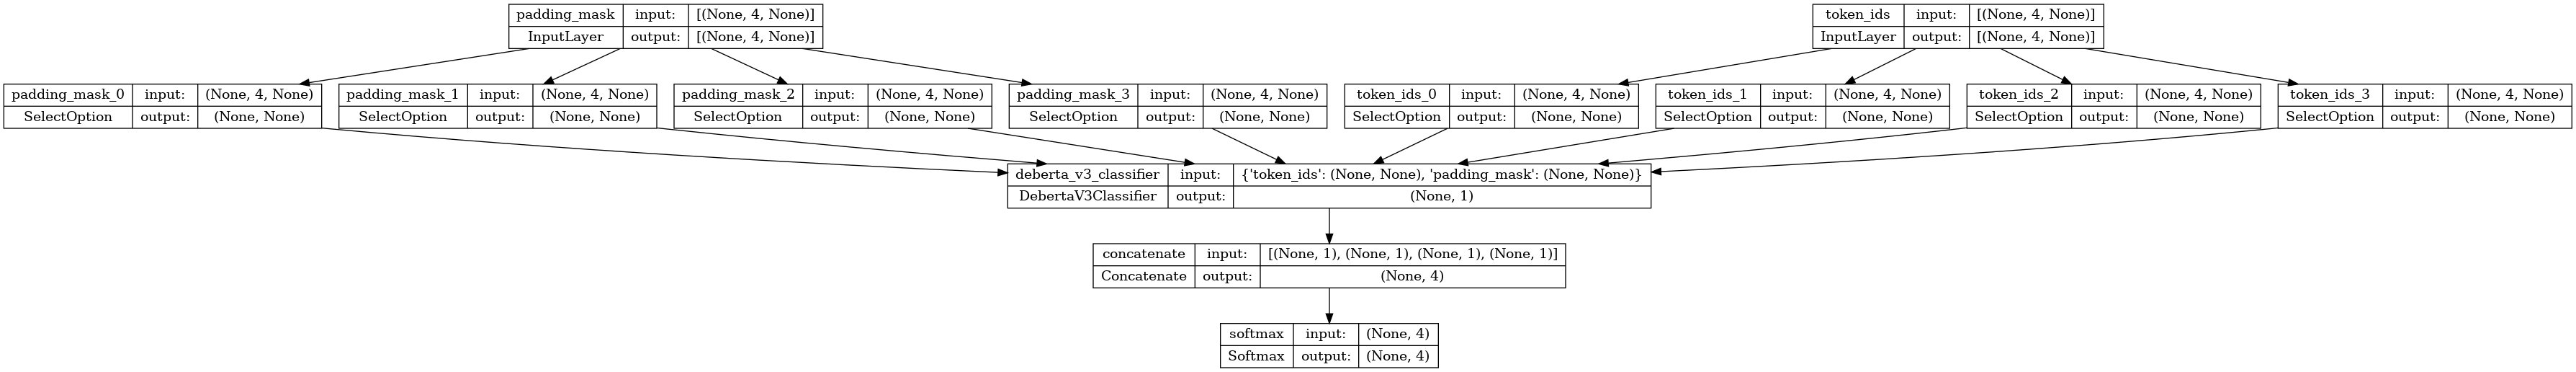 padding_mask input: [(None, 4, None)]
InputLayer output: [(None, 4, None)]
token_ids input: [(None, 4, None)]
InputLayer output: [(None, 4, None)]
padding_mask_0 input: (None, 4, None)
SelectOption output: (None, None)
padding_mask_1 input: (None, 4, None)
SelectOption output: (None, None)
padding_mask_2 input: (None, 4, None)
SelectOption output: (None, None)
padding_mask_3 input: (None, 4, None)
SelectOption output: (None, None)
token_ids_0 input: (None, 4, None)
SelectOption output: (None, None)
token_ids_1 input: (None, 4, None)
SelectOption output: (None, None)
token_ids_2 input: (None, 4, None)
SelectOption output: (None, None)
token_ids_3 input: (None, 4, None)
SelectOption output: (None, None)
deberta_v3_classifier input: {'token_ids': (None, None), 'padding_mask': (None, None)}
DebertaV3Classifier output: (None, 1)
concatenate input: [(None, 1), (None, 1), (None, 1), (None, 1)]
Concatenate output: (None, 4)
softmax input: (None, 4)
Softmax output: (None, 4)